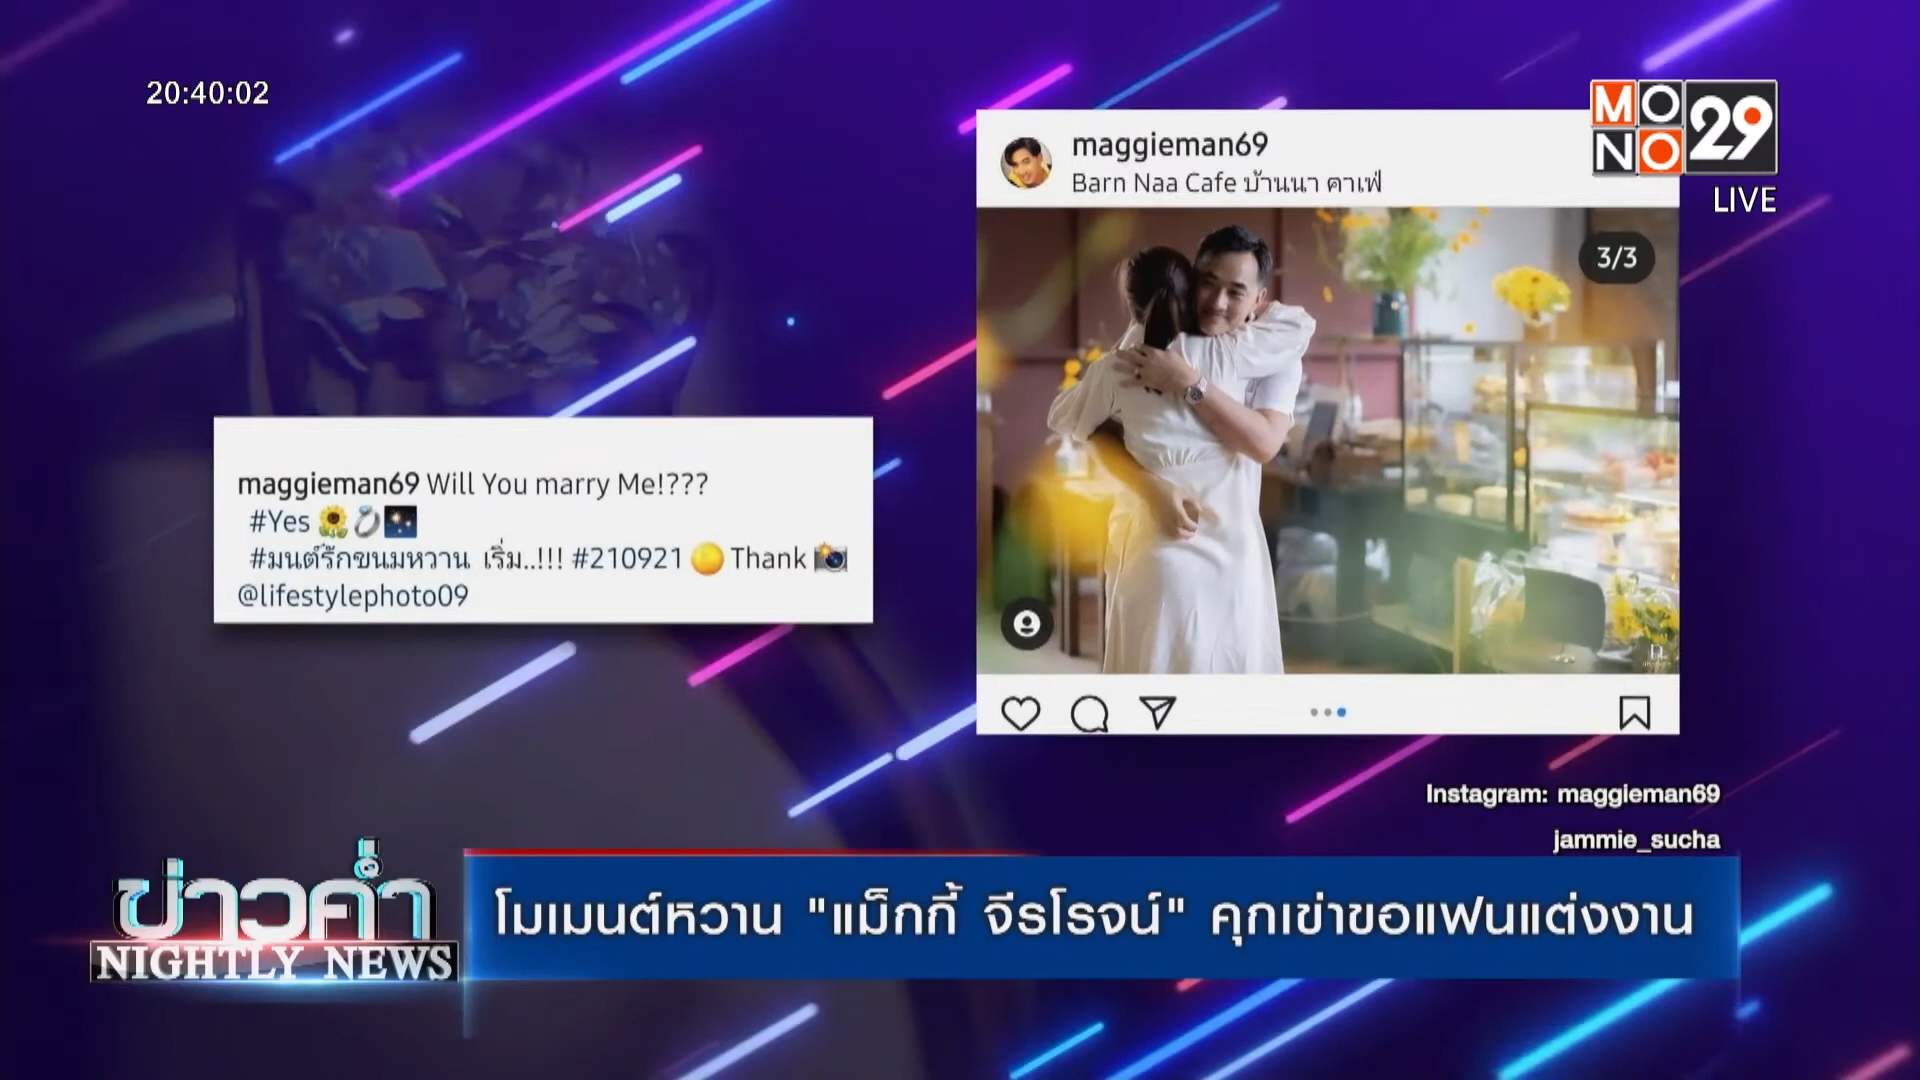 20:40:02
MONO 29
LIVE
maggieman69
Barn Naa Cafe บ้านนา คาเฟ่
3/3
maggieman69 Will You marry Me!???
#Yes 🌻💍🎆
#มนต์รักขนมหวาน เริ่ม..!!! #210921 🟡 Thank 📸
@lifestylephoto09
Instagram: maggieman69
jammie_sucha
ข่าวค่ำ
NIGHTLY NEWS
โมเมนต์หวาน "แม็กกี้ จีรโรจน์" คุกเข่าขอแฟนแต่งงาน